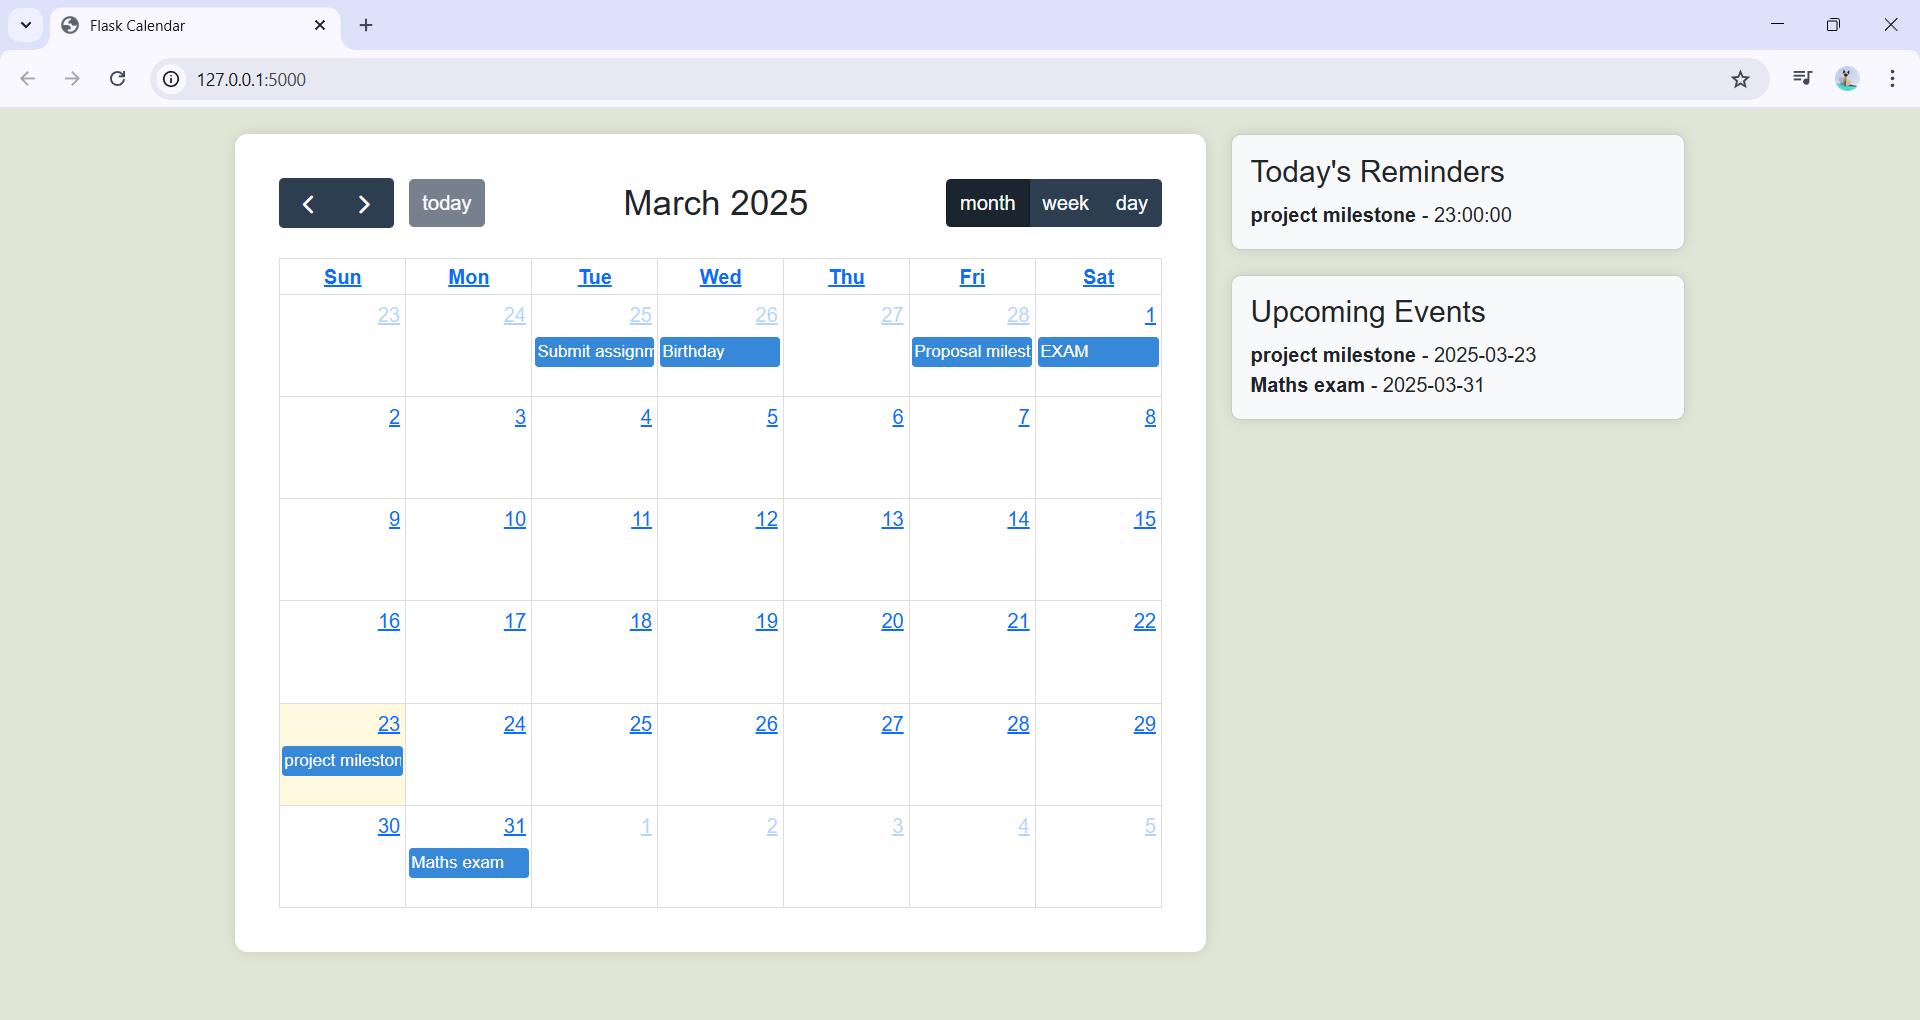 Flask Calendar
127.0.0.1:5000
today
March 2025
month week day
Sun Mon Tue Wed Thu Fri Sat
23 24 25 26 27 28 1
Submit assignm Birthday Proposal milest EXAM
2 3 4 5 6 7 8
9 10 11 12 13 14 15
16 17 18 19 20 21 22
23 24 25 26 27 28 29
project mileston
30 31 1 2 3 4 5
Maths exam
Today's Reminders
project milestone - 23:00:00
Upcoming Events
project milestone - 2025-03-23
Maths exam - 2025-03-31